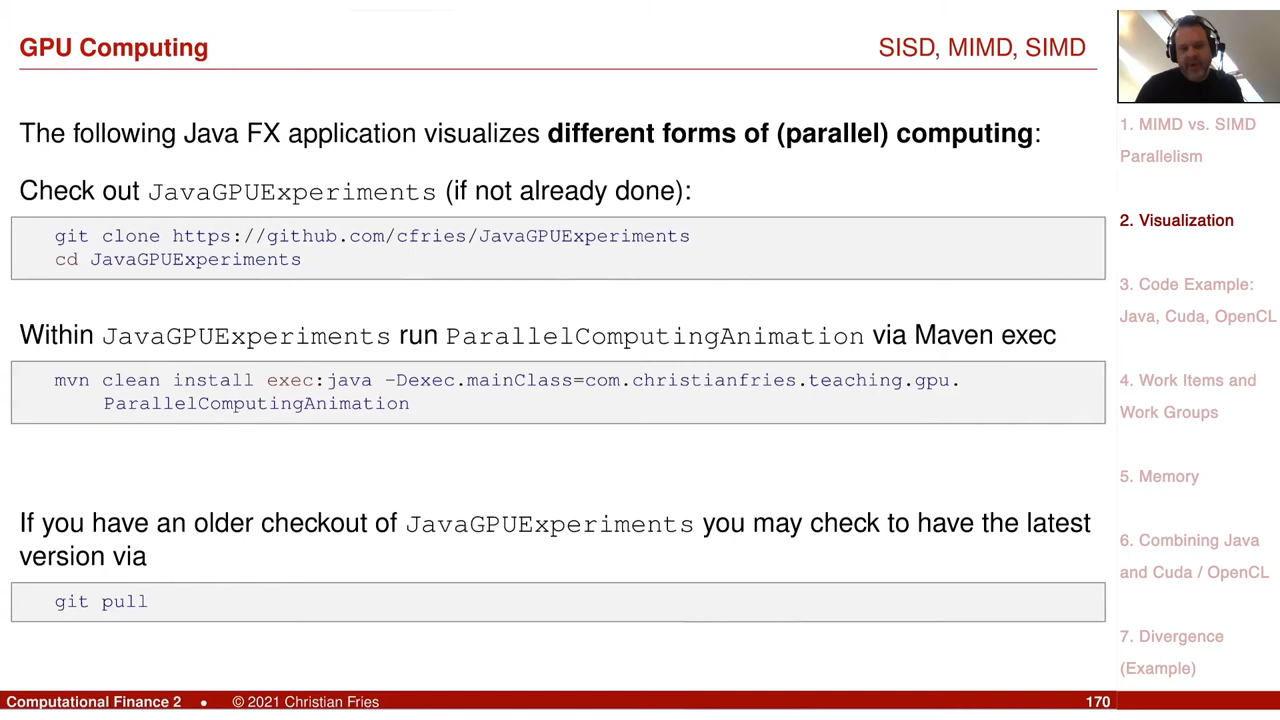 GPU Computing
SISD, MIMD, SIMD
The following Java FX application visualizes different forms of (parallel) computing:
Check out JavaGPUExperiments (if not already done):
git clone https://github.com/cfries/JavaGPUExperiments
cd JavaGPUExperiments
Within JavaGPUExperiments run ParallelComputingAnimation via Maven exec
mvn clean install exec:java -Dexec.mainClass=com.christianfries.teaching.gpu.
ParallelComputingAnimation
If you have an older checkout of JavaGPUExperiments you may check to have the latest
version via
git pull
1. MIMD vs. SIMD
Parallelism
2. Visualization
3. Code Example:
Java, Cuda, OpenCL
4. Work Items and
Work Groups
5. Memory
6. Combining Java
and Cuda / OpenCL
7. Divergence
(Example)
Computational Finance 2 • © 2021 Christian Fries 170